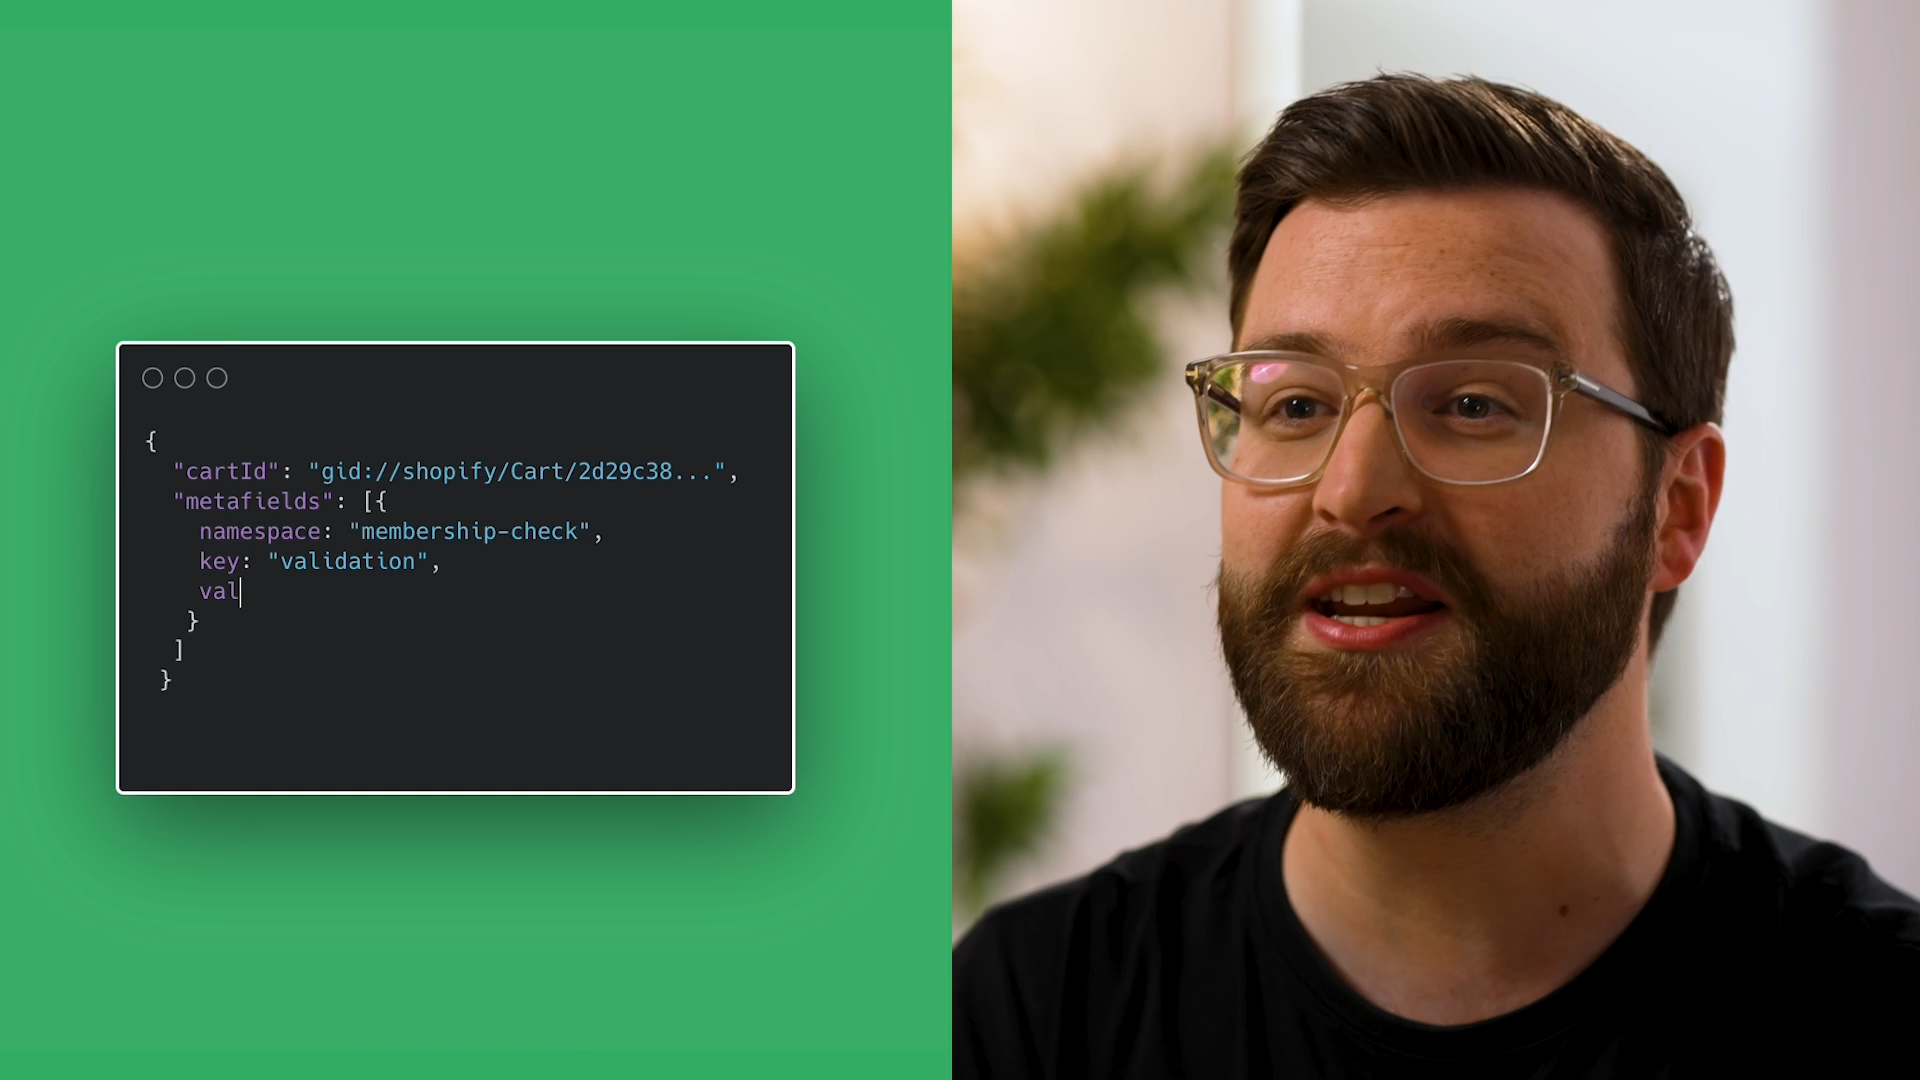 {
"cartId": "gid://shopify/Cart/2d29c38...",
"metafields": [{
namespace: "membership-check",
key: "validation",
val
}
]
}